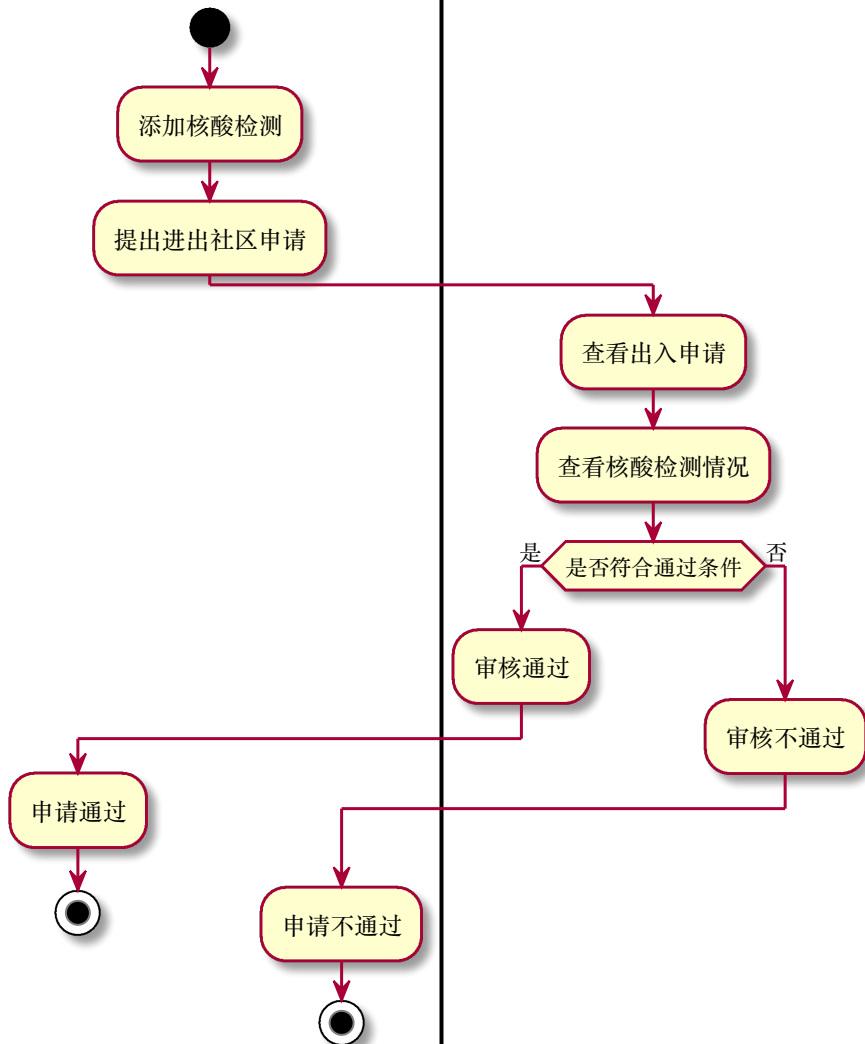 添加核酸检测
提出进出社区申请
查看出入申请
查看核酸检测情况
是
是否符合通过条件
否
审核通过
审核不通过
申请通过
申请不通过